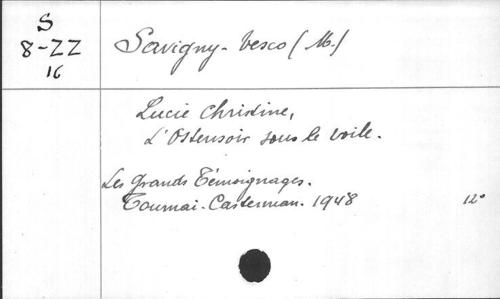 S
8-ZZ
16
Savigny-Vesco (M.)
Lucie Christine,
L'Ostensoir sous le voile.
Les Grands Témoignages.
Tournai-Casterman. 1948
12°